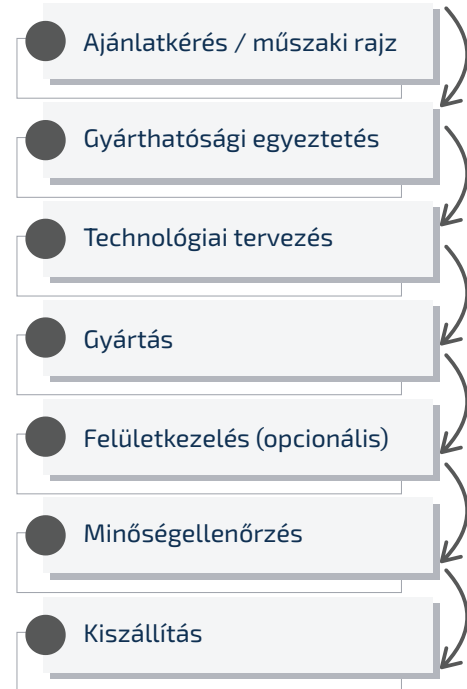 Ajánlatkérés / műszaki rajz
Gyárthatósági egyeztetés
Technológiai tervezés
Gyártás
Felületkezelés (opcionális)
Minőségellenőrzés
Kiszállítás